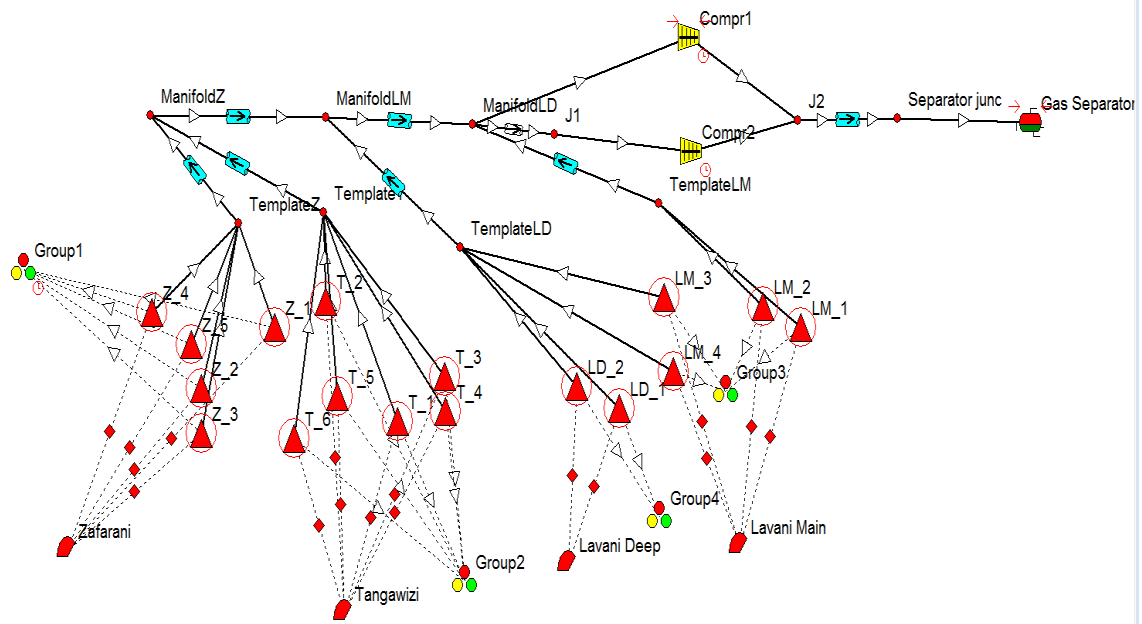 Compr1
ManifoldZ
ManifoldLM
ManifoldLD
J1
J2
Separator junc
Gas Separator
Compr2
TemplateLM
TemplateZ
TemplateT
TemplateLD
Group1
Z_4
Z_5
Z_1
Z_2
Z_3
T_2
T_3
T_5
T_4
T_1
T_6
LM_3
LM_2
LM_1
LM_4
LD_2
LD_1
Group3
Group4
Group2
Zafarani
Tangawizi
Lavani Deep
Lavani Main